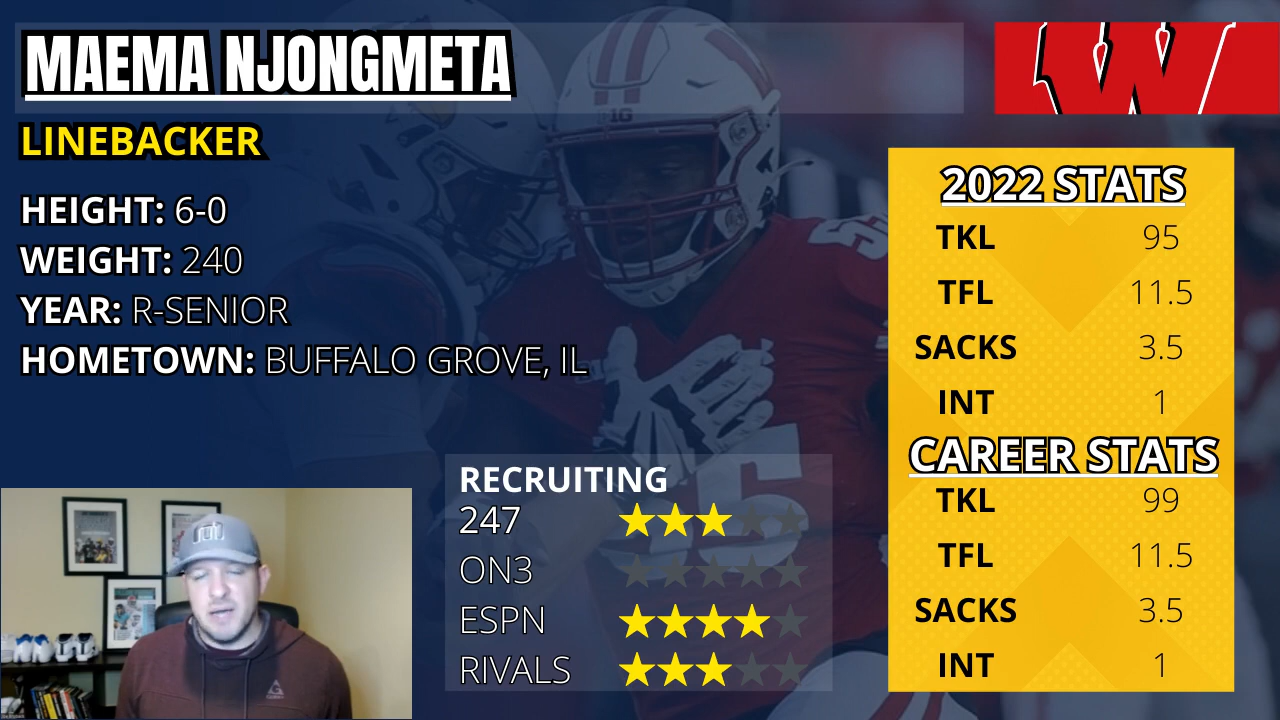 MAEMA NJONGMETA
W
LINEBACKER
HEIGHT: 6-0
WEIGHT: 240
YEAR: R-SENIOR
HOMETOWN: BUFFALO GROVE, IL
RECRUITING
247
ON3
ESPN
RIVALS
2022 STATS
TKL 95
TFL 11.5
SACKS 3.5
INT 1
CAREER STATS
TKL 99
TFL 11.5
SACKS 3.5
INT 1